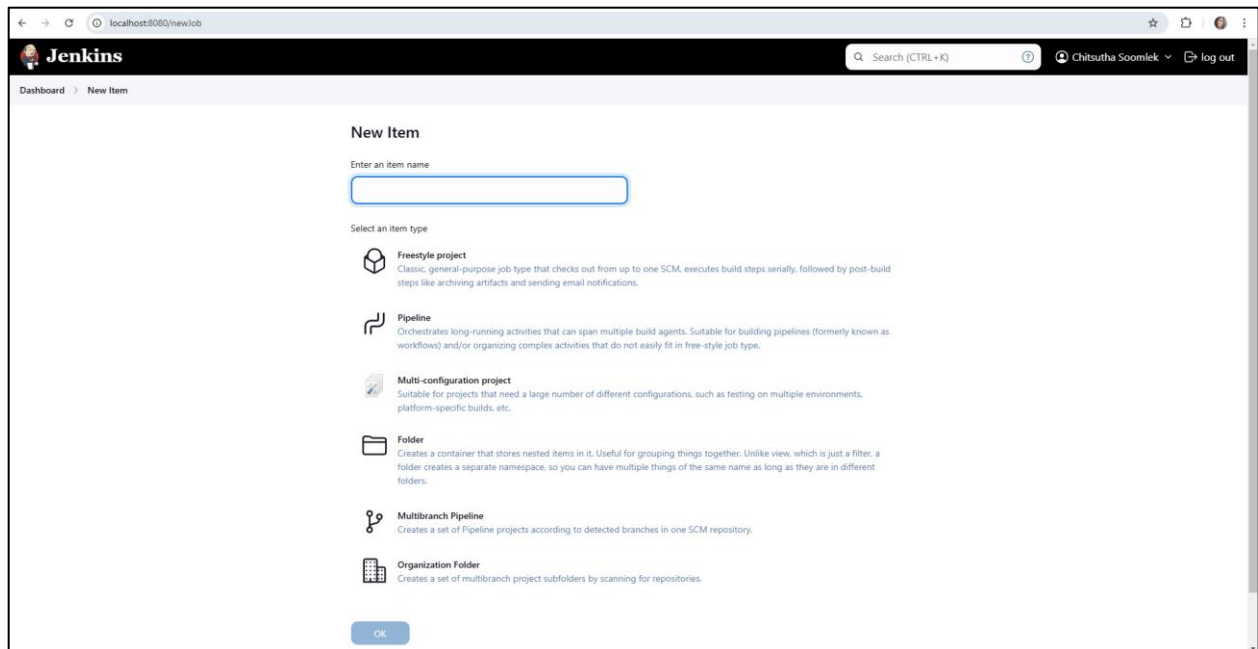 localhost:8080/newJob
Jenkins
Search (CTRL+K)
Chitsutha Soomlek
log out
Dashboard > New Item
New Item
Enter an item name
Select an item type
Freestyle project
Classic, general-purpose job type that checks out from up to one SCM, executes build steps serially, followed by post-build
steps like archiving artifacts and sending email notifications.
Pipeline
Orchestrates long-running activities that can span multiple build agents. Suitable for building pipelines (formerly known as
workflows) and/or organizing complex activities that do not easily fit in free-style job type.
Multi-configuration project
Suitable for projects that need a large number of different configurations, such as testing on multiple environments,
platform-specific builds, etc.
Folder
Creates a container that stores nested items in it. Useful for grouping things together. Unlike view, which is just a filter, a
folder creates a separate namespace, so you can have multiple things of the same name as long as they are in different
folders.
Multibranch Pipeline
Creates a set of Pipeline projects according to detected branches in one SCM repository.
Organization Folder
Creates a set of multibranch project subfolders by scanning for repositories.
OK